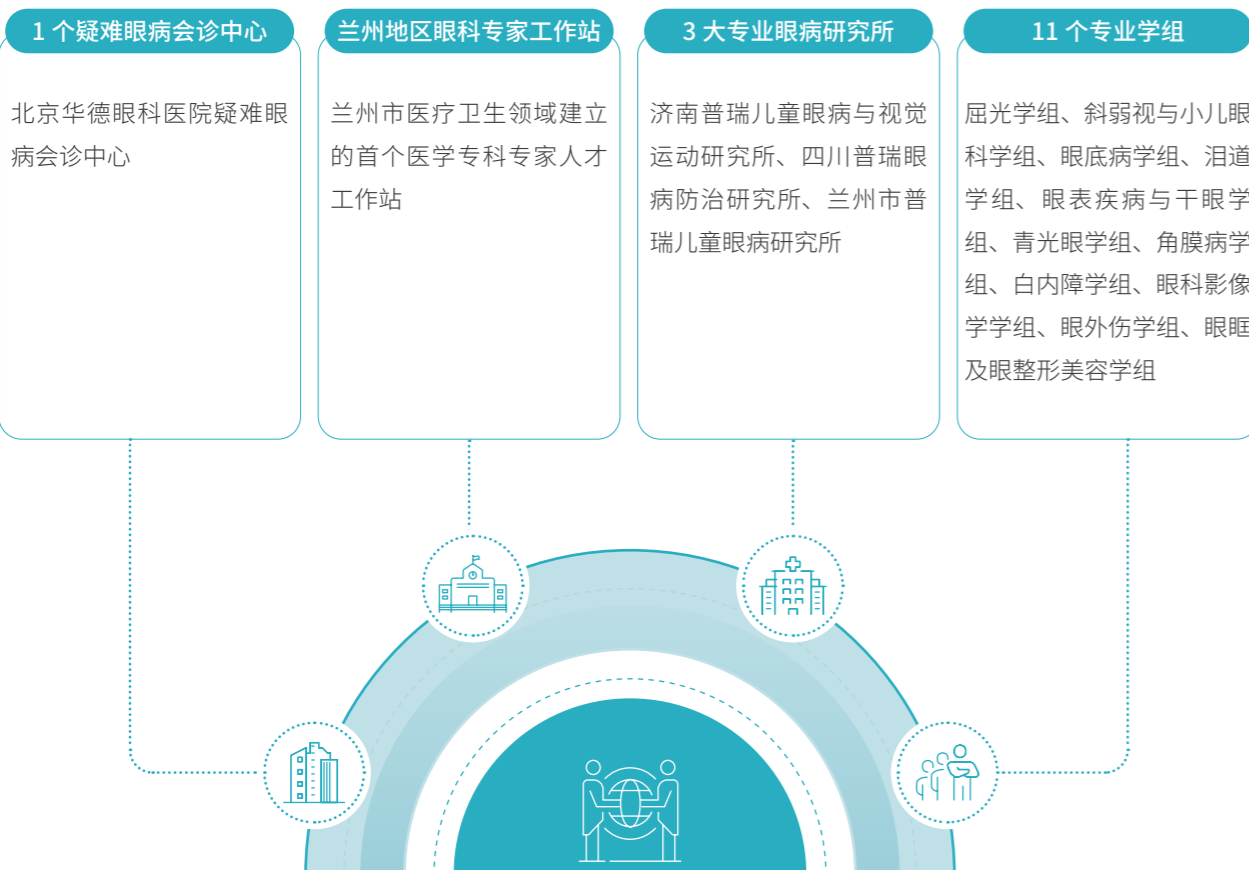 1 个疑难眼病会诊中心
北京华德眼科医院疑难眼
病会诊中心
兰州地区眼科专家工作站
兰州市医疗卫生领域建立
的首个医学专科专家人才
工作站
3 大专业眼病研究所
济南普瑞儿童眼病与视觉
运动研究所、四川普瑞眼
病防治研究所、兰州市普
瑞儿童眼病研究所
11 个专业学组
屈光学组、斜弱视与小儿眼
科学组、眼底病学组、泪道
学组、眼表疾病与干眼学
组、青光眼学组、角膜病学
组、白内障学组、眼科影像
学学组、眼外伤学组、眼眶
及眼整形美容学组